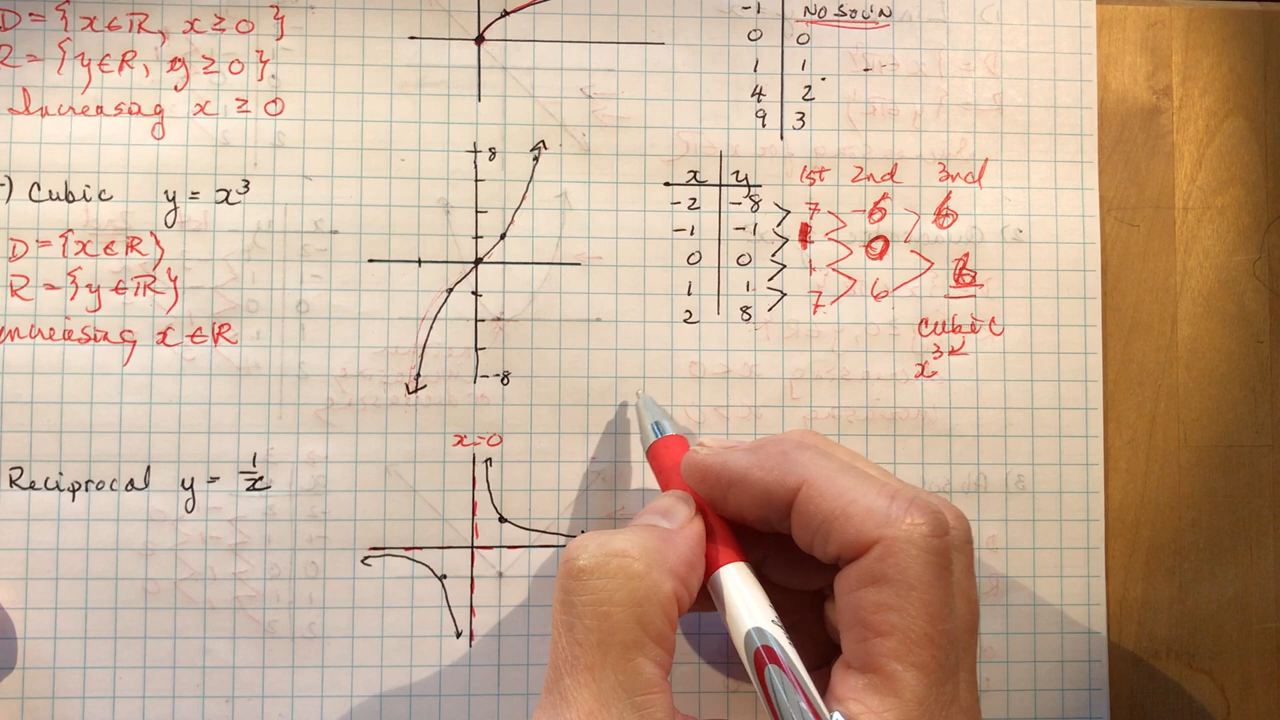 D = {x∈R, x ≥ 0}
R = {y∈R, y ≥ 0}
Increasing x ≥ 0
-1 NO SOL'N
0 0
1 1
4 2
9 3
Cubic y = x³
D = {x∈R}
R = {y∈R}
increasing x∈R
8
-8
x y 1st 2nd 3rd
-2 -8
-1 -1
0 0
1 1
2 8
7 -6 6
0
1
7 6 6
cubic
x³
Reciprocal y = 1/x
x=0